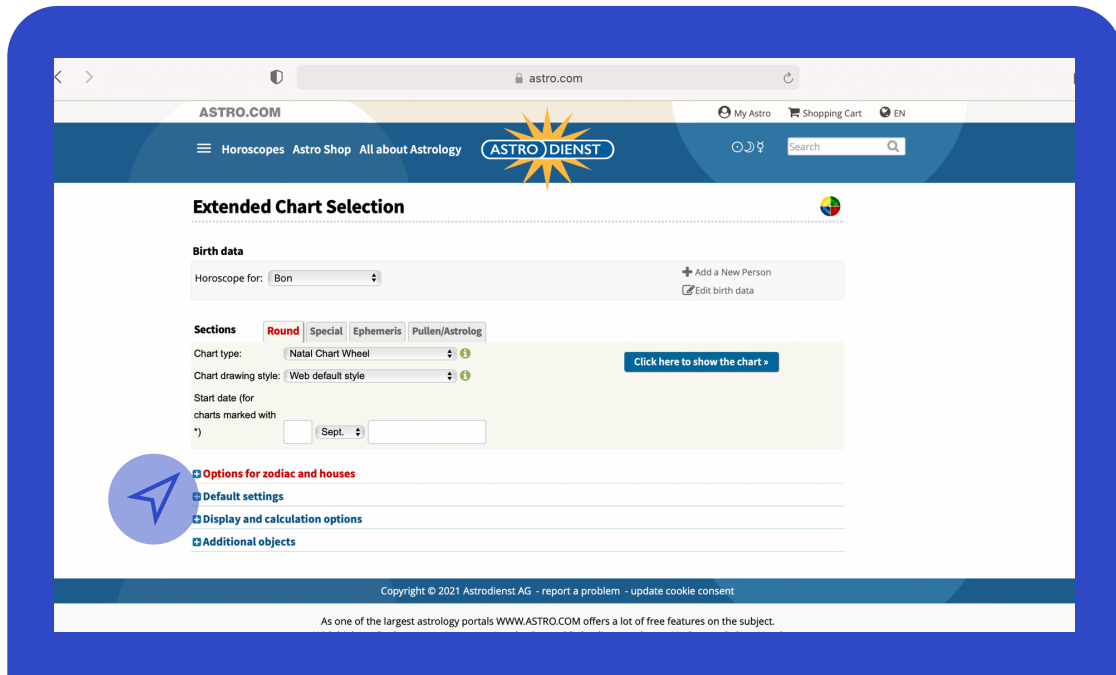 astro.com
ASTRO.COM
My Astro Shopping Cart EN
Horoscopes Astro Shop All about Astrology ASTRO DIENST Search
Extended Chart Selection
Birth data
Horoscope for: Bon
Add a New Person
Edit birth data
Sections Round Special Ephemeris Pullen/Astrolog
Chart type: Natal Chart Wheel
Click here to show the chart »
Chart drawing style: Web default style
Start date (for
charts marked with
*) Sept.
Options for zodiac and houses
Default settings
Display and calculation options
Additional objects
Copyright © 2021 Astrodienst AG - report a problem - update cookie consent
As one of the largest astrology portals WWW.ASTRO.COM offers a lot of free features on the subject.